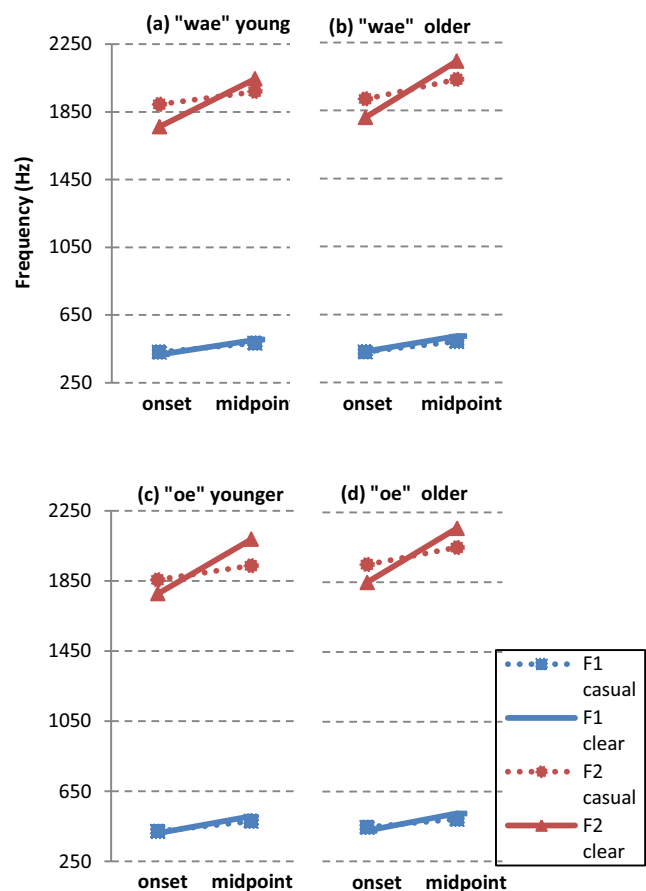 (a) "wae" young
(b) "wae" older
Frequency (Hz)
2250
1850
1450
1050
650
250
onset midpoint
onset midpoint
(c) "oe" younger
(d) "oe" older
2250
1850
1450
1050
650
250
onset midpoint
onset midpoint
F1
casual
F1
clear
F2
casual
F2
clear